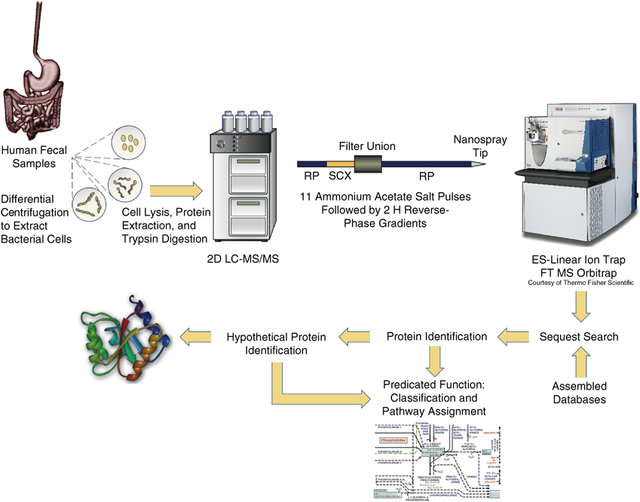 Human Fecal
Samples
Differential
Centrifugation
to Extract
Bacterial Cells
Cell Lysis, Protein
Extraction, and
Trypsin Digestion
2D LC-MS/MS
Filter Union
Nanospray
Tip
RP
SCX
RP
11 Ammonium Acetate Salt Pulses
Followed by 2 H Reverse-
Phase Gradients
ES-Linear Ion Trap
FT MS Orbitrap
Courtesy of Thermo Fisher Scientific
Hypothetical Protein
Identification
Protein Identification
Sequest Search
Predicated Function:
Classification and
Pathway Assignment
Assembled
Databases